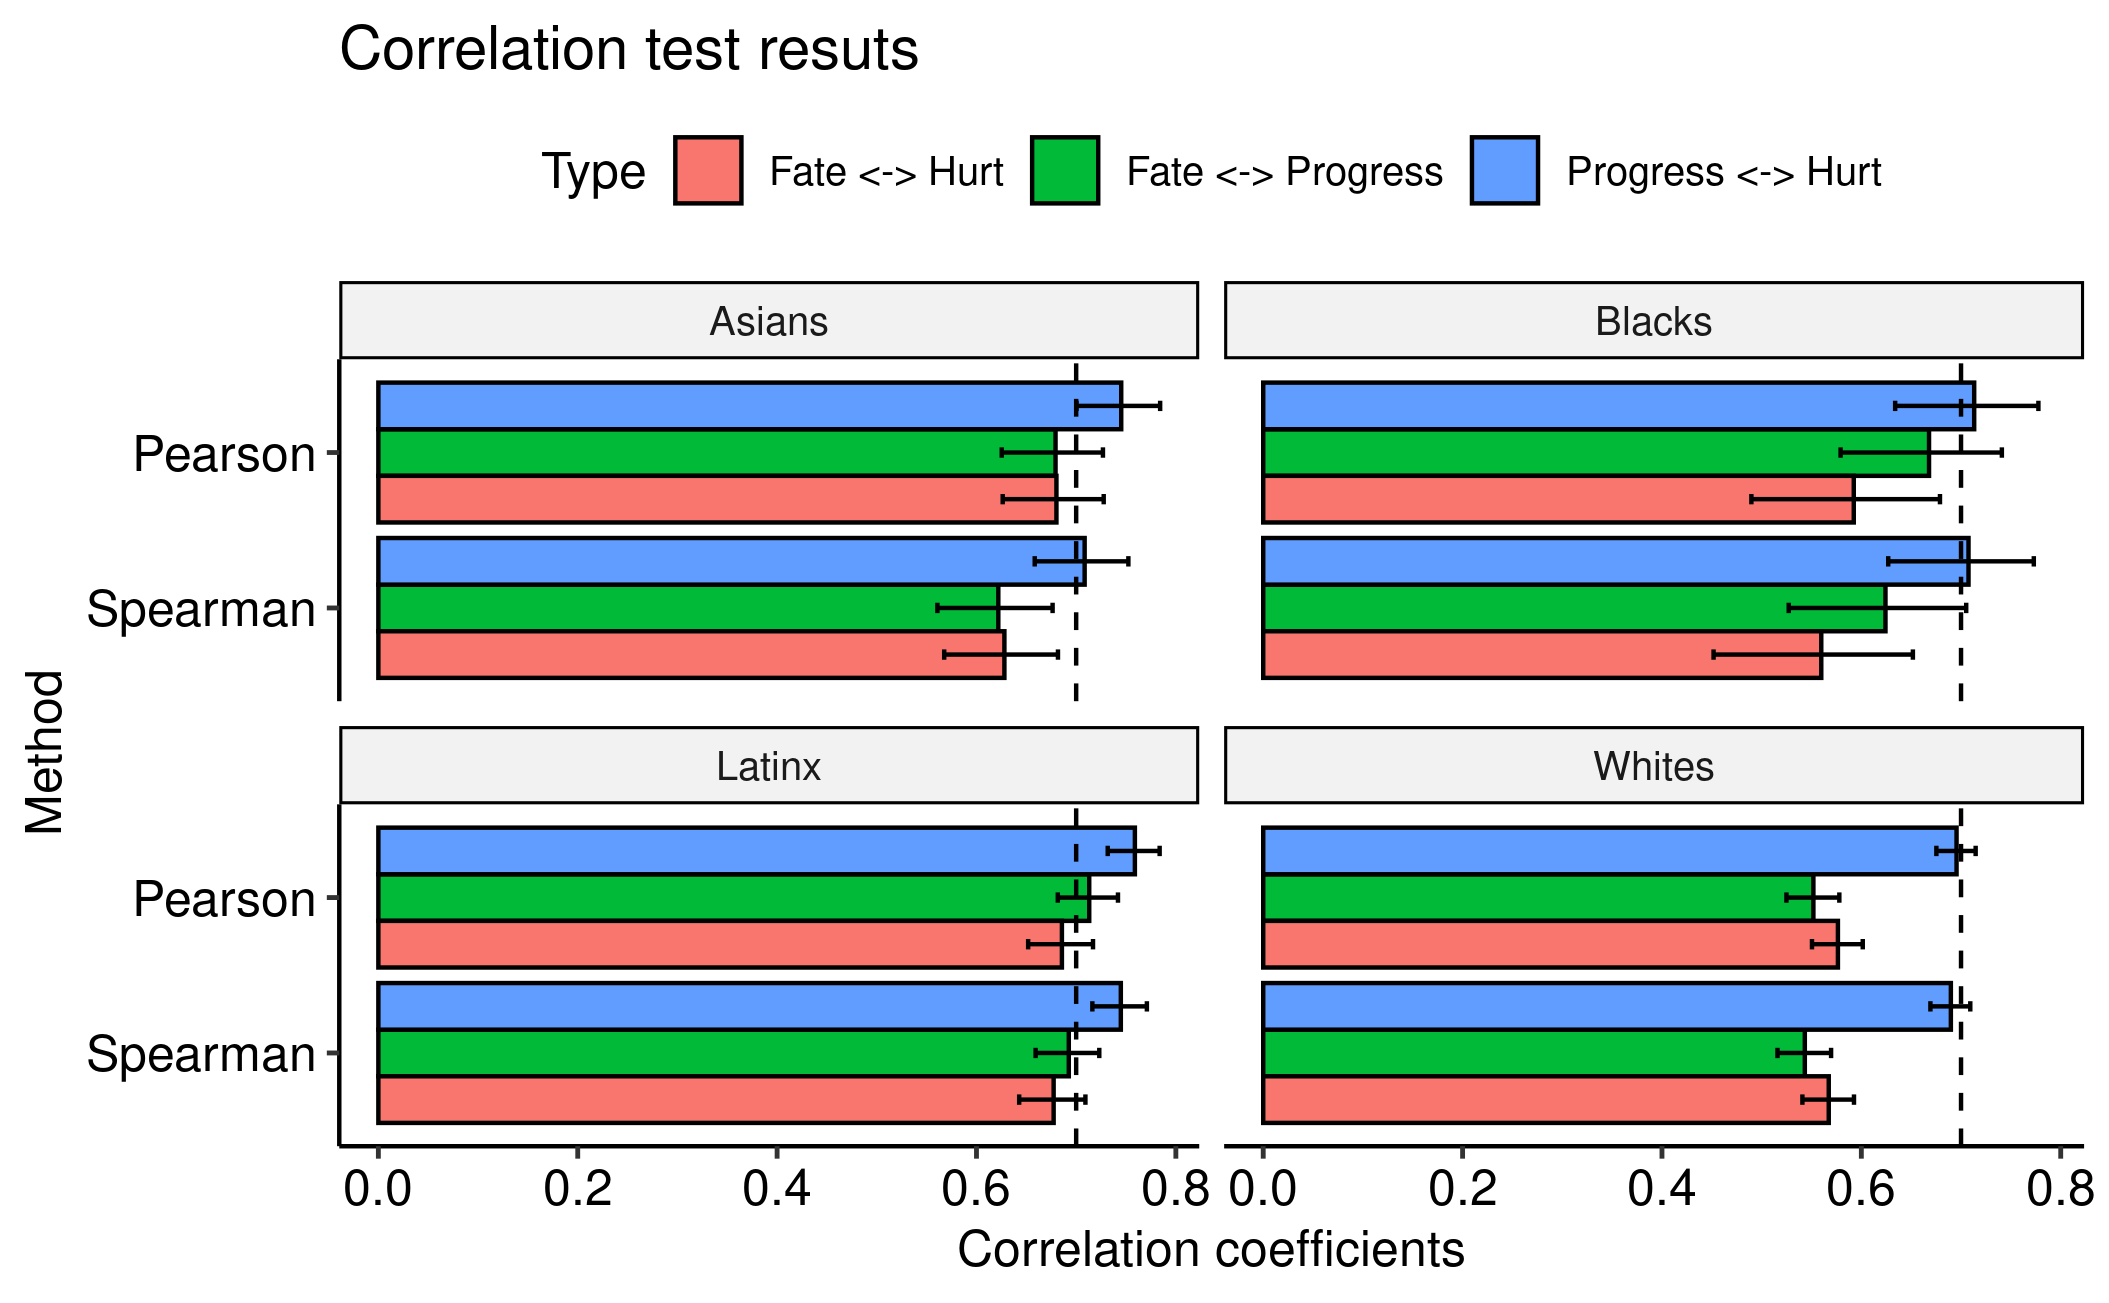 Correlation test resuts
Type Fate <-> Hurt Fate <-> Progress Progress <-> Hurt
Asians Blacks
Pearson
Spearman
Method
Latinx Whites
Pearson
Spearman
0.0 0.2 0.4 0.6 0.8 0.0 0.2 0.4 0.6 0.8
Correlation coefficients